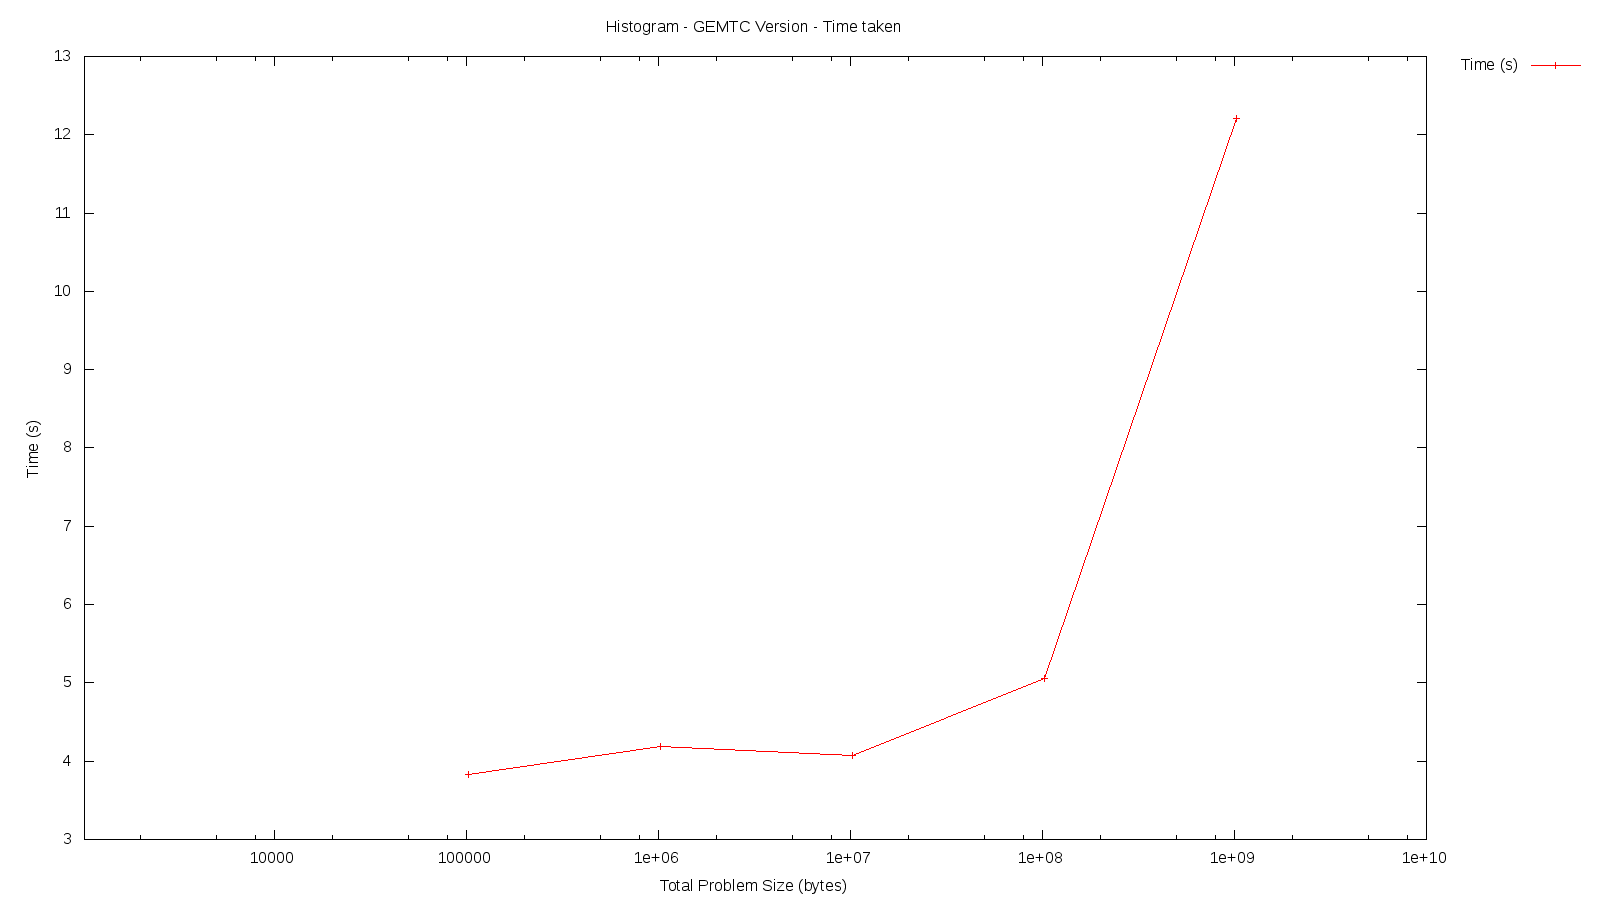 Histogram - GEMTC Version - Time taken
Time (s)
13
12
11
10
9
8
7
6
5
4
3
Time (s)
10000 100000 1e+06 1e+07 1e+08 1e+09 1e+10
Total Problem Size (bytes)